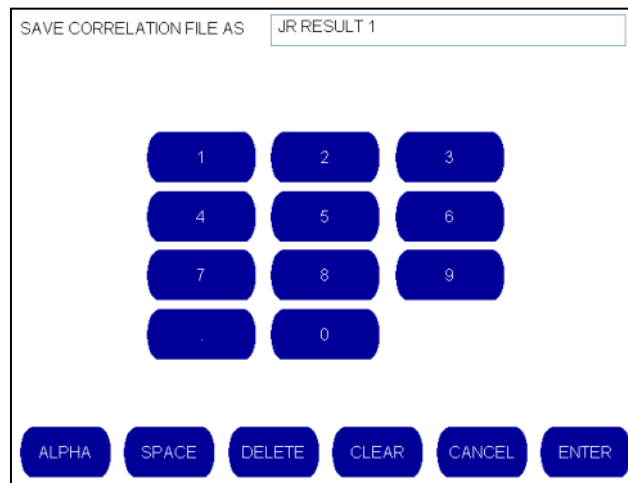 SAVE CORRELATION FILE AS JR RESULT 1
1 2 3
4 5 6
7 8 9
. 0
ALPHA SPACE DELETE CLEAR CANCEL ENTER